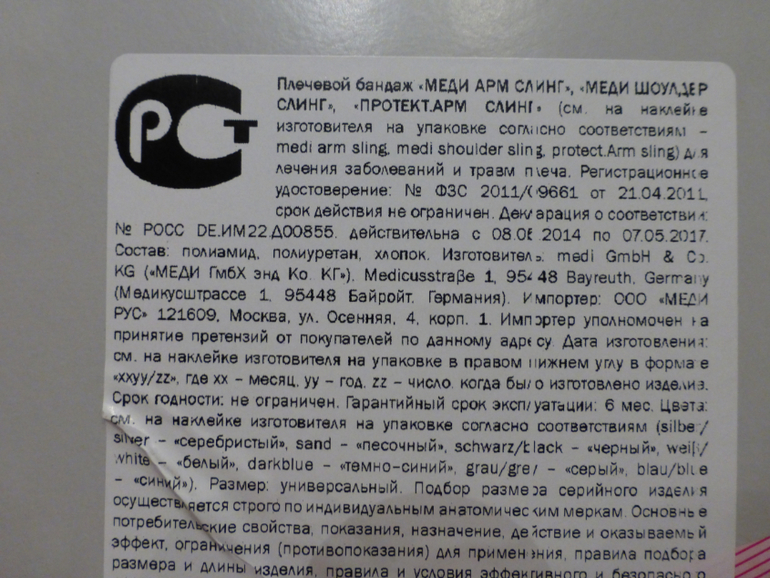 РСТ
Плечевой бандаж «МЕДИ АРМ СЛИНГ», «МЕДИ ШОУЛДЕР
СЛИНГ», «ПРОТЕКТ.АРМ СЛИНГ» (см. на наклейке
изготовителя на упаковке согласно соответствиям –
medi arm sling, medi shoulder sling, protect.Arm sling) для
лечения заболеваний и травм плеча. Регистрационное
удостоверение: № ФЗС 2011/09661 от 21.04.2011,
срок действия не ограничен. Декларация о соответствии:
№ РОСС DE.ИМ22.Д00855. действительна с 08.05.2014 по 07.05.2017.
Состав: полиамид, полиуретан, хлопок. Изготовитель: medi GmbH & Co.
KG («МЕДИ ГмбХ энд Ко. КГ»), Medicusstraße 1, 95448 Bayreuth, Germany
(Медикусштрассе 1, 95448 Байройт, Германия). Импортер: ООО «МЕДИ
РУС» 121609, Москва, ул. Осенняя, 4, корп. 1. Импортер уполномочен на
принятие претензий от покупателей по данному адресу. Дата изготовления:
см. на наклейке изготовителя на упаковке в правом нижнем углу в формате
«xxyy/zz», где xx – месяц, yy – год, zz – число, когда было изготовлено изделие.
Срок годности: не ограничен. Гарантийный срок эксплуатации: 6 мес. Цвета:
см. на наклейке изготовителя на упаковке согласно соответствиям (silber/
silver – «серебристый», sand – «песочный», schwarz/black – «черный», weiß/
white – «белый», darkblue – «темно-синий», grau/grey – «серый», blau/blue
– «синий»). Размер: универсальный. Подбор размера серийного изделия
осуществляется строго по индивидуальным анатомическим меркам. Основные
потребительские свойства, показания, назначение, действие и оказываемый
эффект, ограничения (противопоказания) для применения, правила подбора
размера и длины изделия, правила и условия эффективного и безопасного